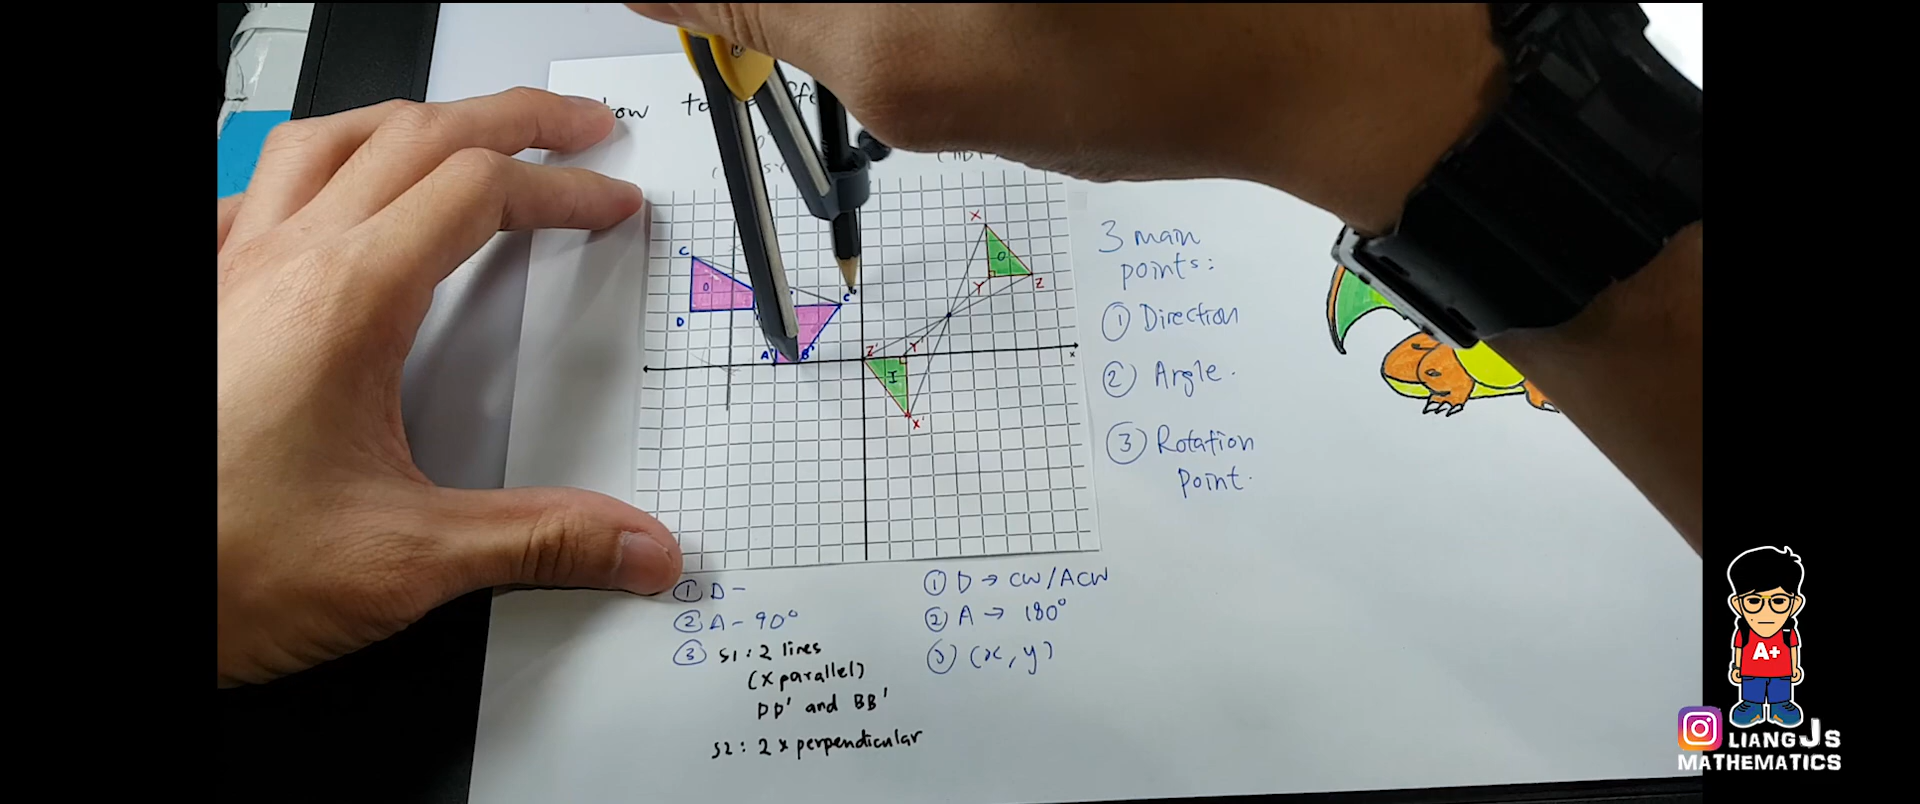 to
C
O
D
C'
A'
B'
X
O
Y
Z
Z'
Y'
I
X'
x
3 main
points:
① Direction
② Angle.
③ Rotation
point.
① D -
② A - 90°
③ S1 : 2 lines
(X parallel)
DD' and BB'
S2 : 2 x perpendicular
① D → CW/ACW
② A → 180°
③ (x, y)
A+
LIANGJS
MATHEMATICS